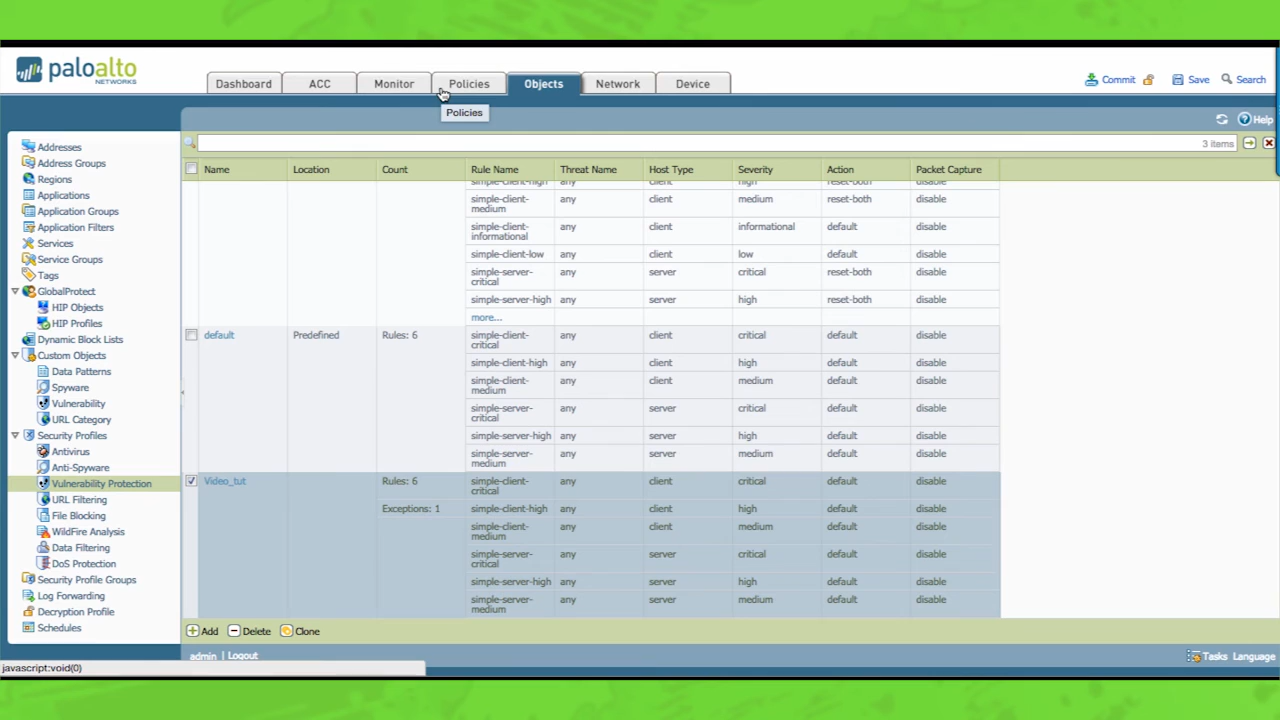 paloalto
NETWORKS
Dashboard ACC Monitor Policies Objects Network Device
Commit Save Search
Policies
Help
3 items
Addresses
Address Groups
Regions
Applications
Application Groups
Application Filters
Services
Service Groups
Tags
GlobalProtect
HIP Objects
HIP Profiles
Dynamic Block Lists
Custom Objects
Data Patterns
Spyware
Vulnerability
URL Category
Security Profiles
Antivirus
Anti-Spyware
Vulnerability Protection
URL Filtering
File Blocking
WildFire Analysis
Data Filtering
DoS Protection
Security Profile Groups
Log Forwarding
Decryption Profile
Schedules
Name Location Count Rule Name Threat Name Host Type Severity Action Packet Capture
simple-client-high any client high reset-both disable
simple-client- any client medium reset-both disable
medium
simple-client- any client informational default disable
informational
simple-client-low any client low default disable
simple-server- any server critical reset-both disable
critical
simple-server-high any server high reset-both disable
more...
default Predefined Rules: 6 simple-client- any client critical default disable
critical
simple-client-high any client high default disable
simple-client- any client medium default disable
medium
simple-server- any server critical default disable
critical
simple-server-high any server high default disable
simple-server- any server medium default disable
medium
Video_tut Rules: 6 simple-client- any client critical default disable
critical
Exceptions: 1 simple-client-high any client high default disable
simple-client- any client medium default disable
medium
simple-server- any server critical default disable
critical
simple-server-high any server high default disable
simple-server- any server medium default disable
medium
Add Delete Clone
admin | Logout
Tasks Language
javascript:void(0)